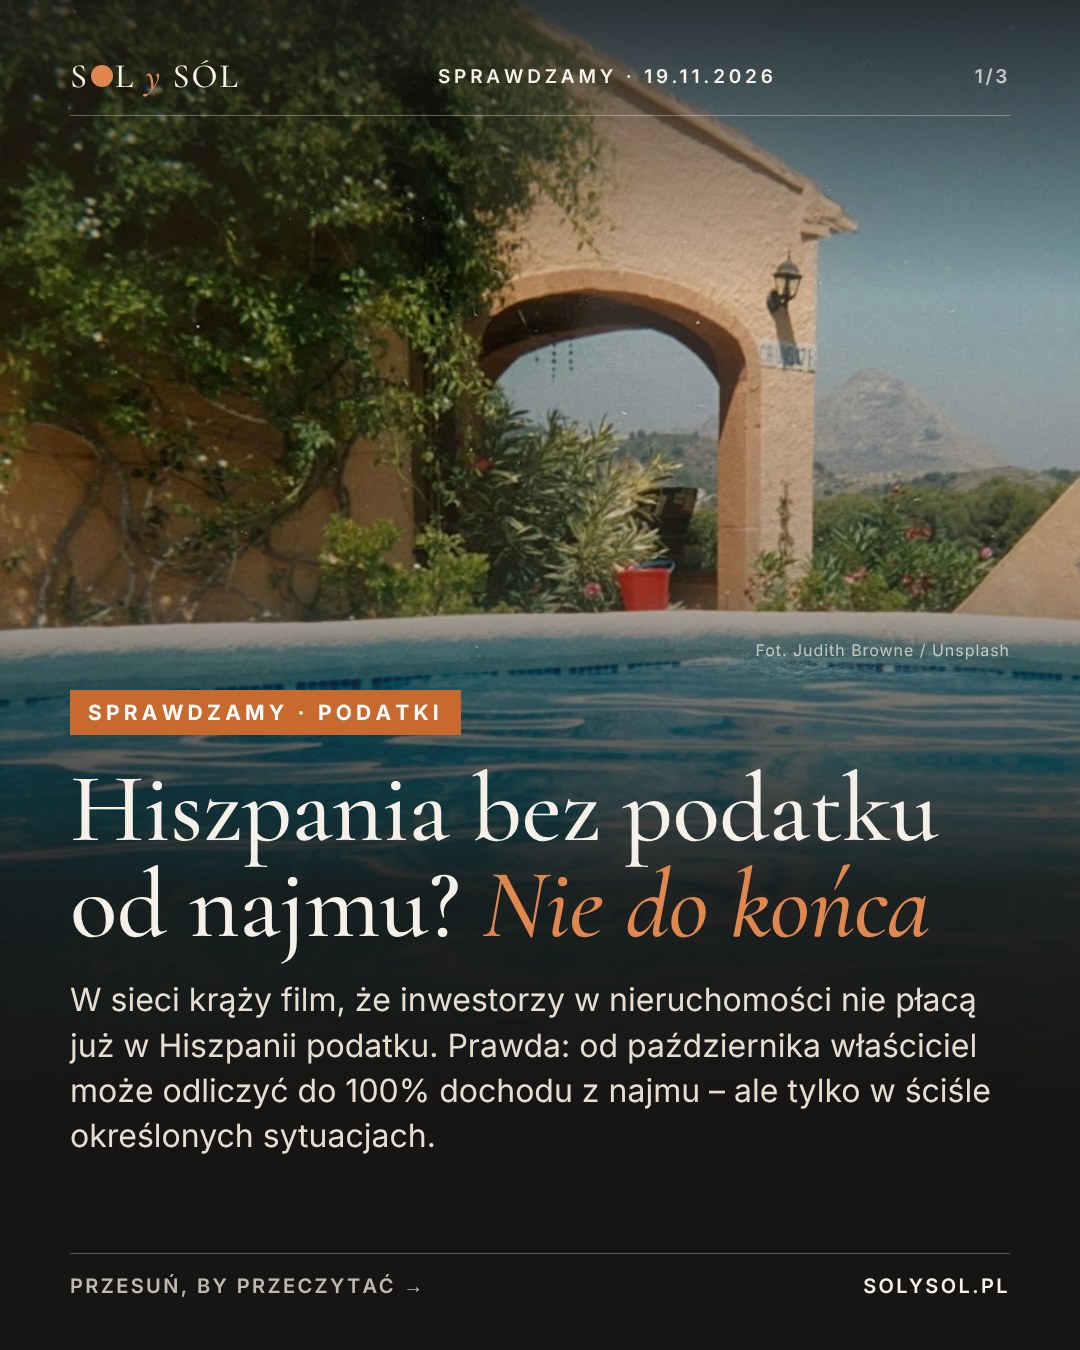 SOL y SÓL
SPRAWDZAMY · 19.11.2026
1/3
Fot. Judith Browne / Unsplash
SPRAWDZAMY · PODATKI
Hiszpania bez podatku
od najmu? Nie do końca
W sieci krąży film, że inwestorzy w nieruchomości nie płacą
już w Hiszpanii podatku. Prawda: od października właściciel
może odliczyć do 100% dochodu z najmu – ale tylko w ściśle
określonych sytuacjach.
PRZESUŃ, BY PRZECZYTAĆ →
SOLYSOL.PL